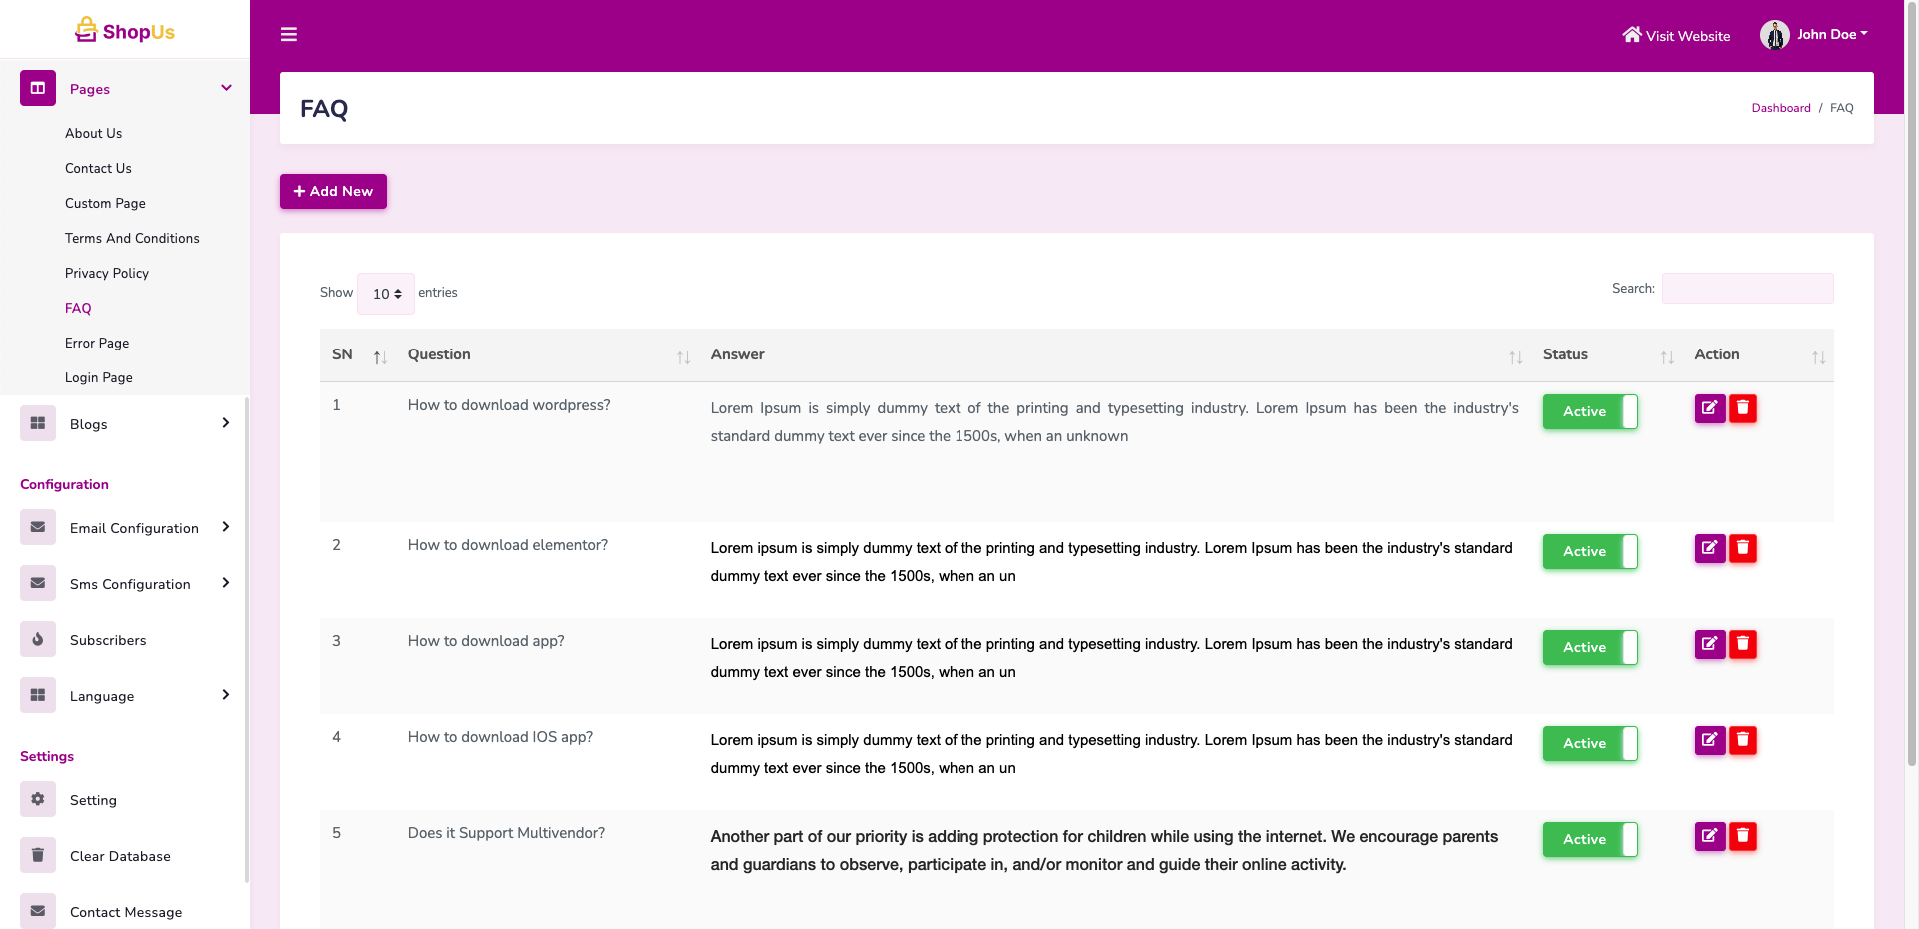 ShopUs
Visit Website
John Doe
Pages
About Us
Contact Us
Custom Page
Terms And Conditions
Privacy Policy
FAQ
Error Page
Login Page
Blogs
Configuration
Email Configuration
Sms Configuration
Subscribers
Language
Settings
Setting
Clear Database
Contact Message
FAQ
Dashboard / FAQ
Add New
Show 10 entries
Search:
SN Question Answer Status Action
1 How to download wordpress? Lorem Ipsum is simply dummy text of the printing and typesetting industry. Lorem Ipsum has been the industry's Active
standard dummy text ever since the 1500s, when an unknown
2 How to download elementor? Lorem ipsum is simply dummy text of the printing and typesetting industry. Lorem Ipsum has been the industry's standard Active
dummy text ever since the 1500s, when an un
3 How to download app? Lorem ipsum is simply dummy text of the printing and typesetting industry. Lorem Ipsum has been the industry's standard Active
dummy text ever since the 1500s, when an un
4 How to download IOS app? Lorem ipsum is simply dummy text of the printing and typesetting industry. Lorem Ipsum has been the industry's standard Active
dummy text ever since the 1500s, when an un
5 Does it Support Multivendor? Another part of our priority is adding protection for children while using the internet. We encourage parents Active
and guardians to observe, participate in, and/or monitor and guide their online activity.